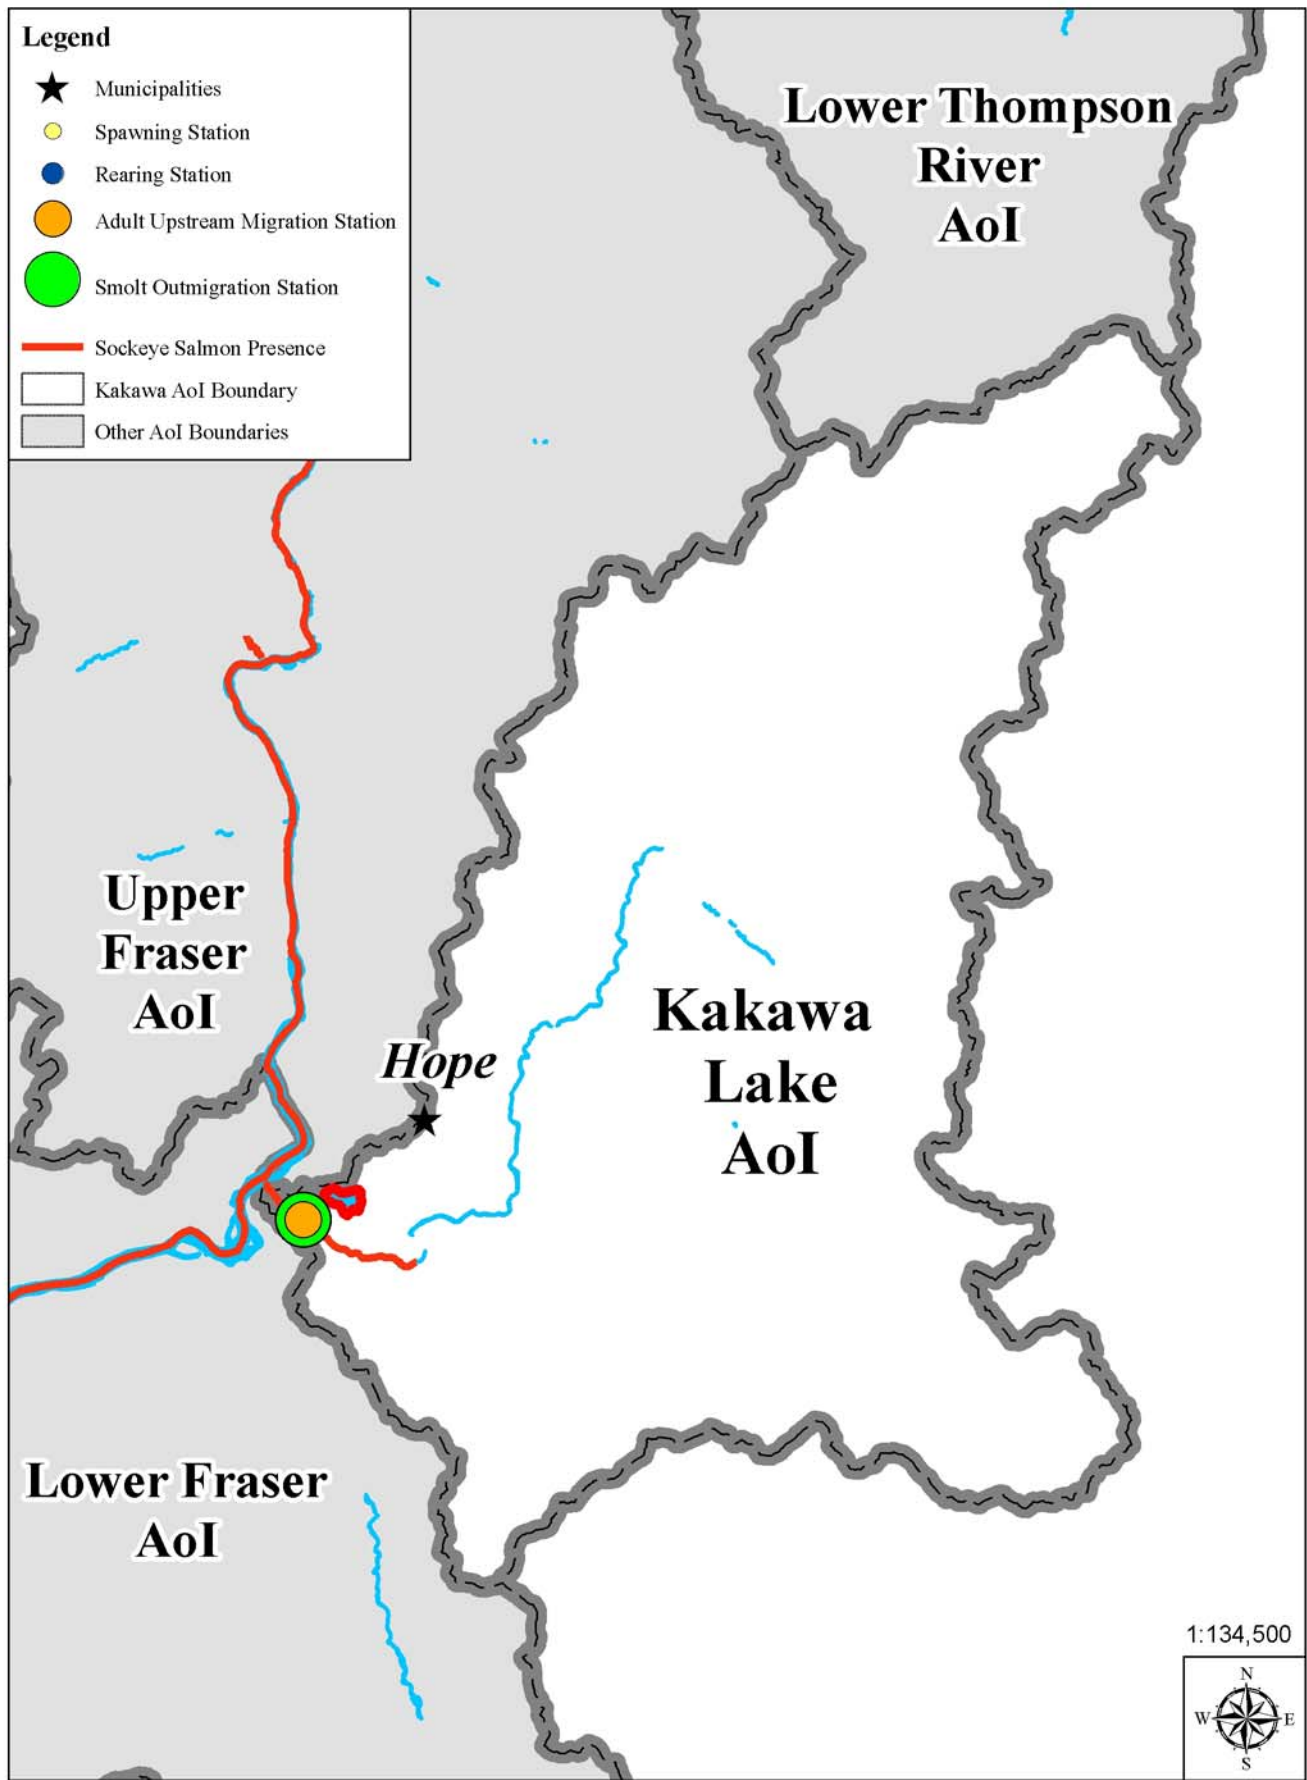 Legend
Municipalities
Spawning Station
Rearing Station
Adult Upstream Migration Station
Smolt Outmigration Station
Sockeye Salmon Presence
Kakawa AoI Boundary
Other AoI Boundaries
Lower Thompson
River
AoI
Upper
Fraser
AoI
Hope
Kakawa
Lake
AoI
Lower Fraser
AoI
1:134,500
N
W
E
S